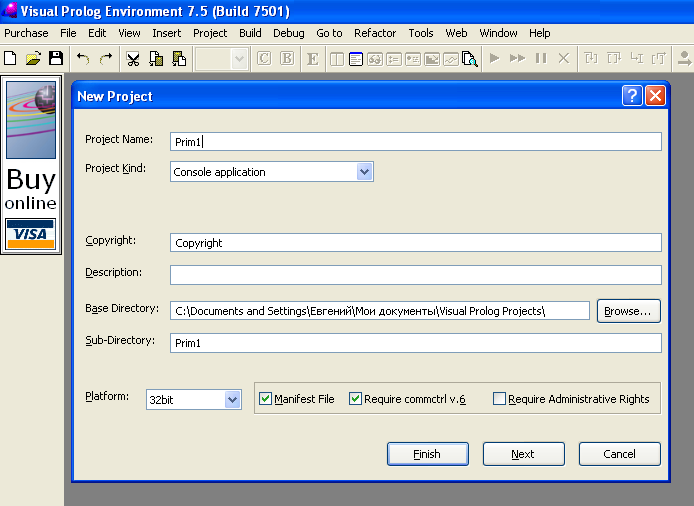 Visual Prolog Environment 7.5 (Build 7501)
Purchase File Edit View Insert Project Build Debug Go to Refactor Tools Web Window Help
C B E
New Project
Project Name: Prim1
Project Kind: Console application
Buy
online
VISA
Copyright: Copyright
Description:
Base Directory: C:\Documents and Settings\Евгений\Мои документы\Visual Prolog Projects\ Browse...
Sub-Directory: Prim1
Platform: 32bit Manifest File Require commctrl v.6 Require Administrative Rights
Finish Next Cancel